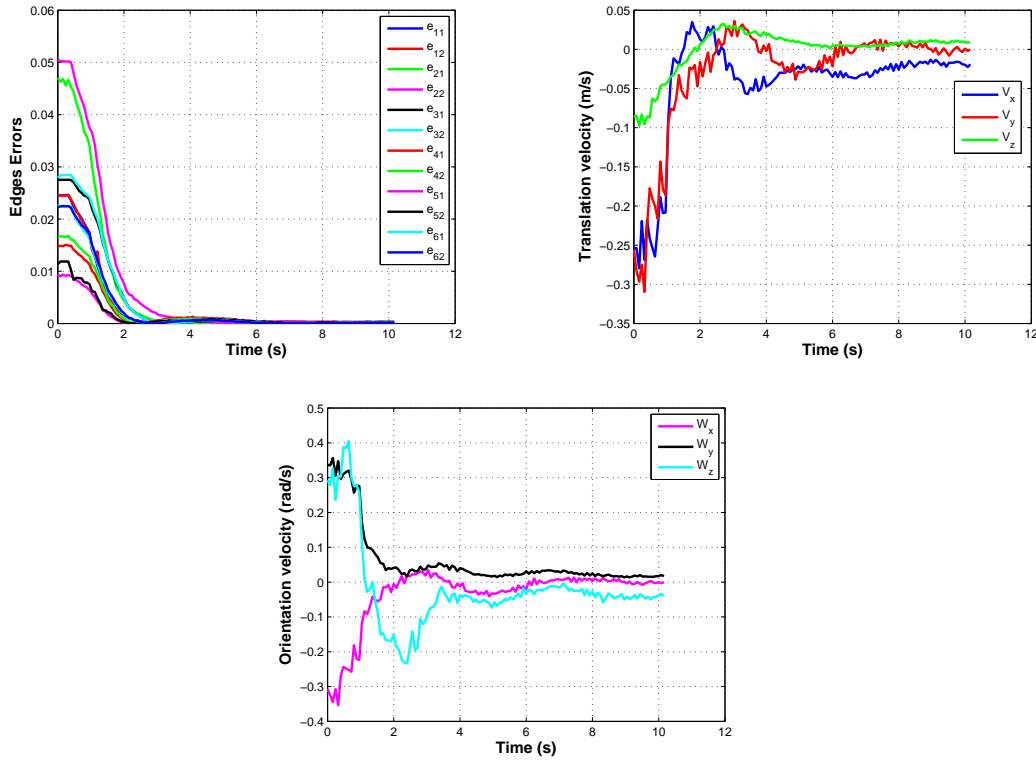 0.06
0.05
0.04
0.03
0.02
0.01
0
0 2 4 6 8 10 12
Edges Errors
Time (s)
e11
e12
e21
e22
e31
e32
e41
e42
e51
e52
e61
e62
0.05
0
−0.05
−0.1
−0.15
−0.2
−0.25
−0.3
−0.35
0 2 4 6 8 10 12
Translation velocity (m/s)
Time (s)
Vx
Vy
Vz
0.5
0.4
0.3
0.2
0.1
0
−0.1
−0.2
−0.3
−0.4
0 2 4 6 8 10 12
Orientation velocity (rad/s)
Time (s)
Wx
Wy
Wz